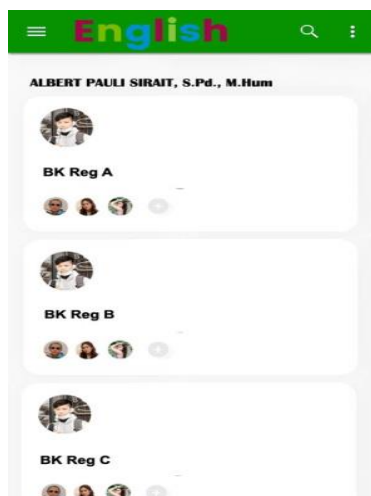 English
ALBERT PAULI SIRAIT, S.Pd., M.Hum
BK Reg A
BK Reg B
BK Reg C